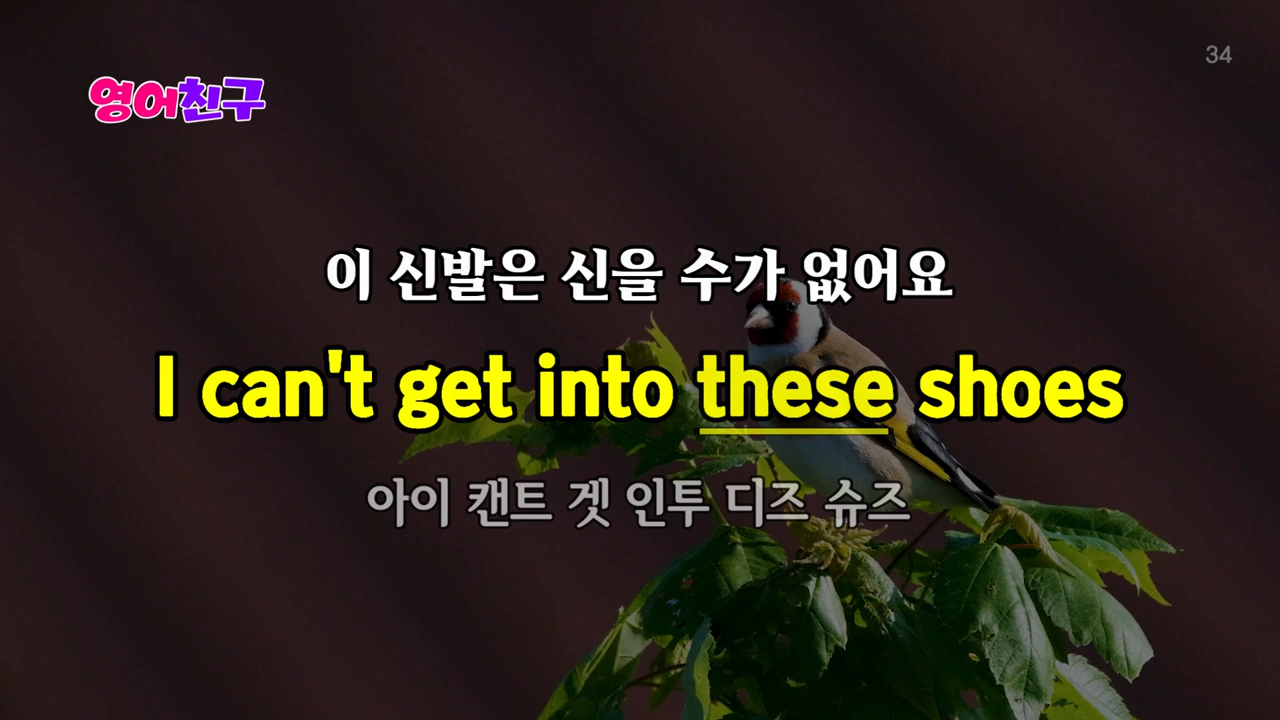 34
영어친구
이 신발은 신을 수가 없어요
I can't get into these shoes
아이 캔트 겟 인투 디즈 슈즈